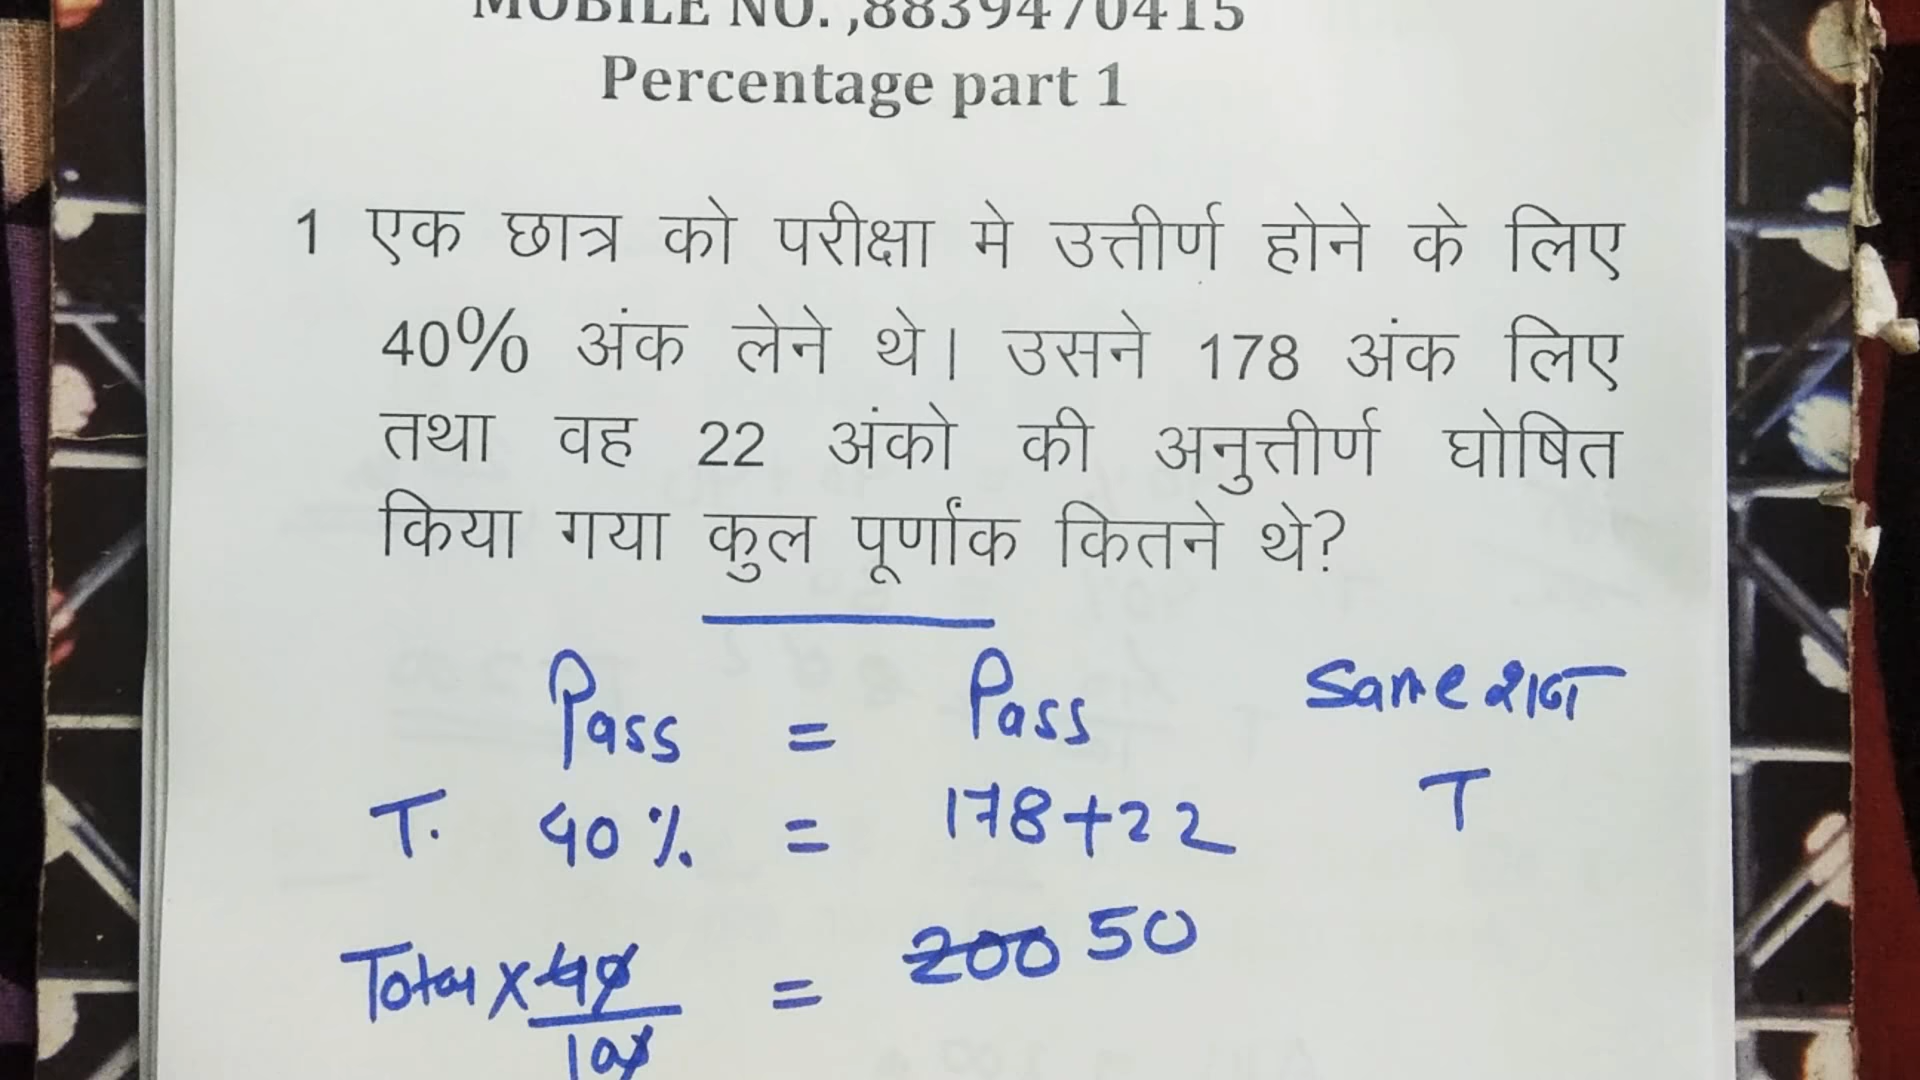 MOBILE NO. ,8839470415
Percentage part 1
1 एक छात्र को परीक्षा मे उत्तीर्ण होने के लिए
40% अंक लेने थे। उसने 178 अंक लिए
तथा वह 22 अंको की अनुत्तीर्ण घोषित
किया गया कुल पूर्णांक कितने थे?
Pass = Pass Same
T. 40% = 178+22 T
Total × 40/100 = 200 50